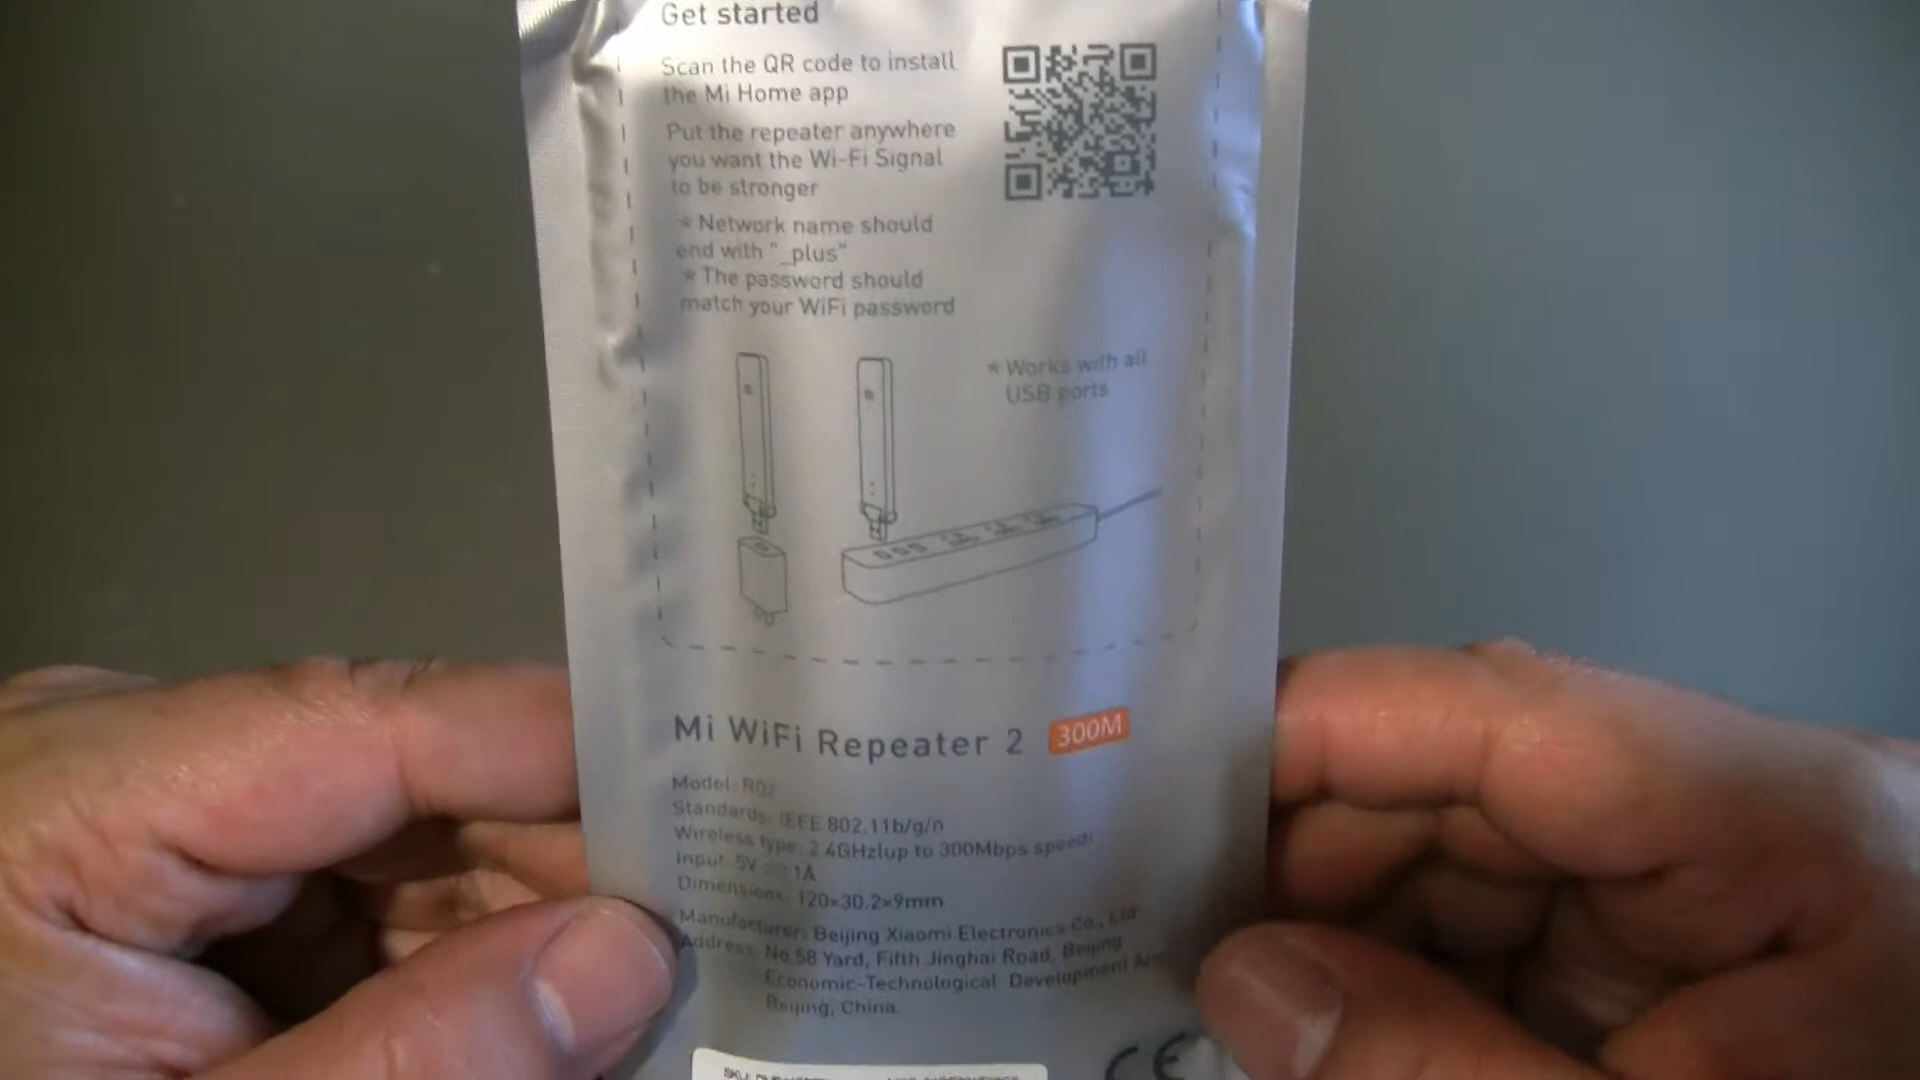 Get started
Scan the QR code to install
the Mi Home app
Put the repeater anywhere
you want the Wi-Fi Signal
to be stronger
* Network name should
end with "_plus"
* The password should
match your WiFi password
* Works with all
USB ports
Mi WiFi Repeater 2 300M
Model: R02
Standards: IEEE 802.11b/g/n
Wireless type: 2.4GHz(up to 300Mbps speed)
Input: 5V ⎓ 1A
Dimensions: 120×30.2×9mm
Manufacturer: Beijing Xiaomi Electronics Co., Ltd
Address: No.58 Yard, Fifth Jinghai Road, Beijing
Economic-Technological Development
Beijing, China
CE
SKU: